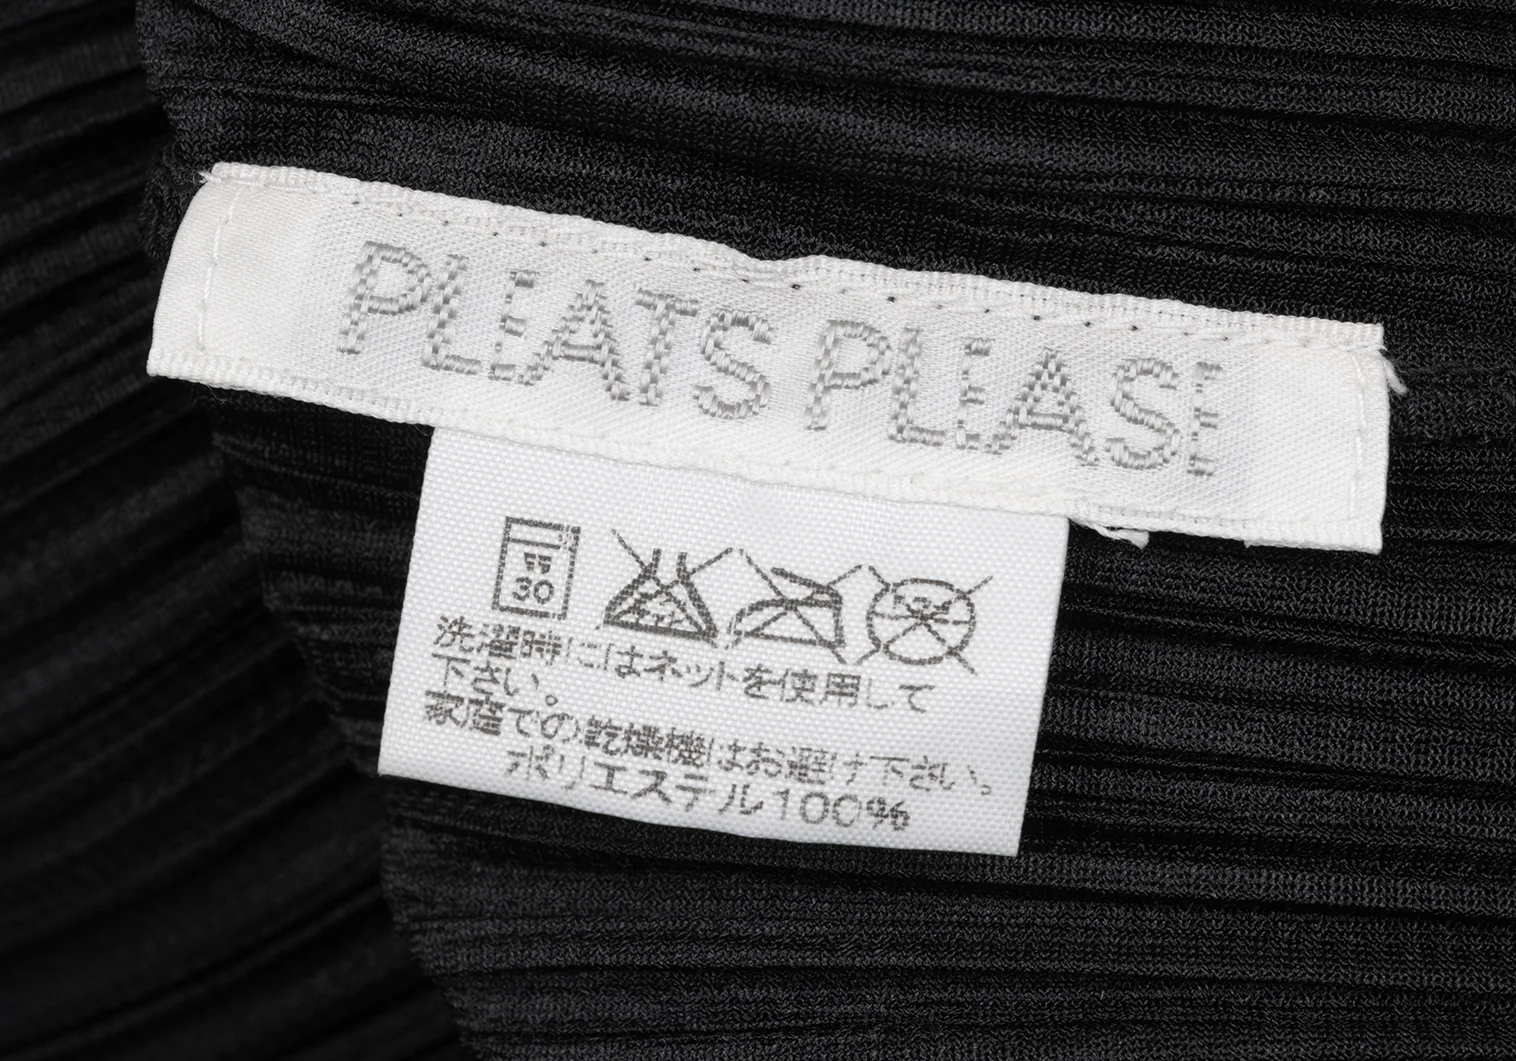 PLEATS PLEASE
弱
30
洗濯時にはネットを使用して
下さい。
家庭での乾燥機はお避け下さい。
ポリエステル100%